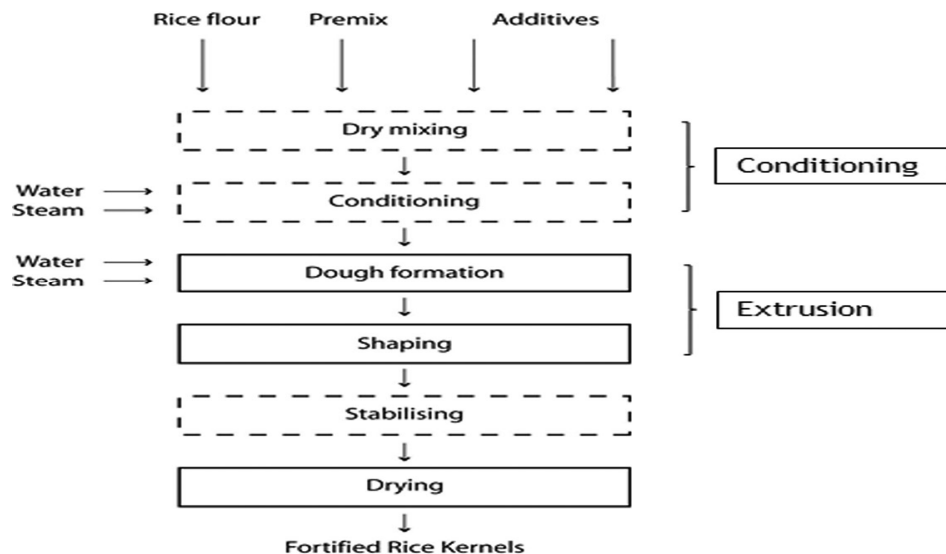 Rice flour Premix Additives
Dry mixing
Conditioning
Water
Conditioning
Steam
Water
Dough formation
Steam
Extrusion
Shaping
Stabilising
Drying
Fortified Rice Kernels